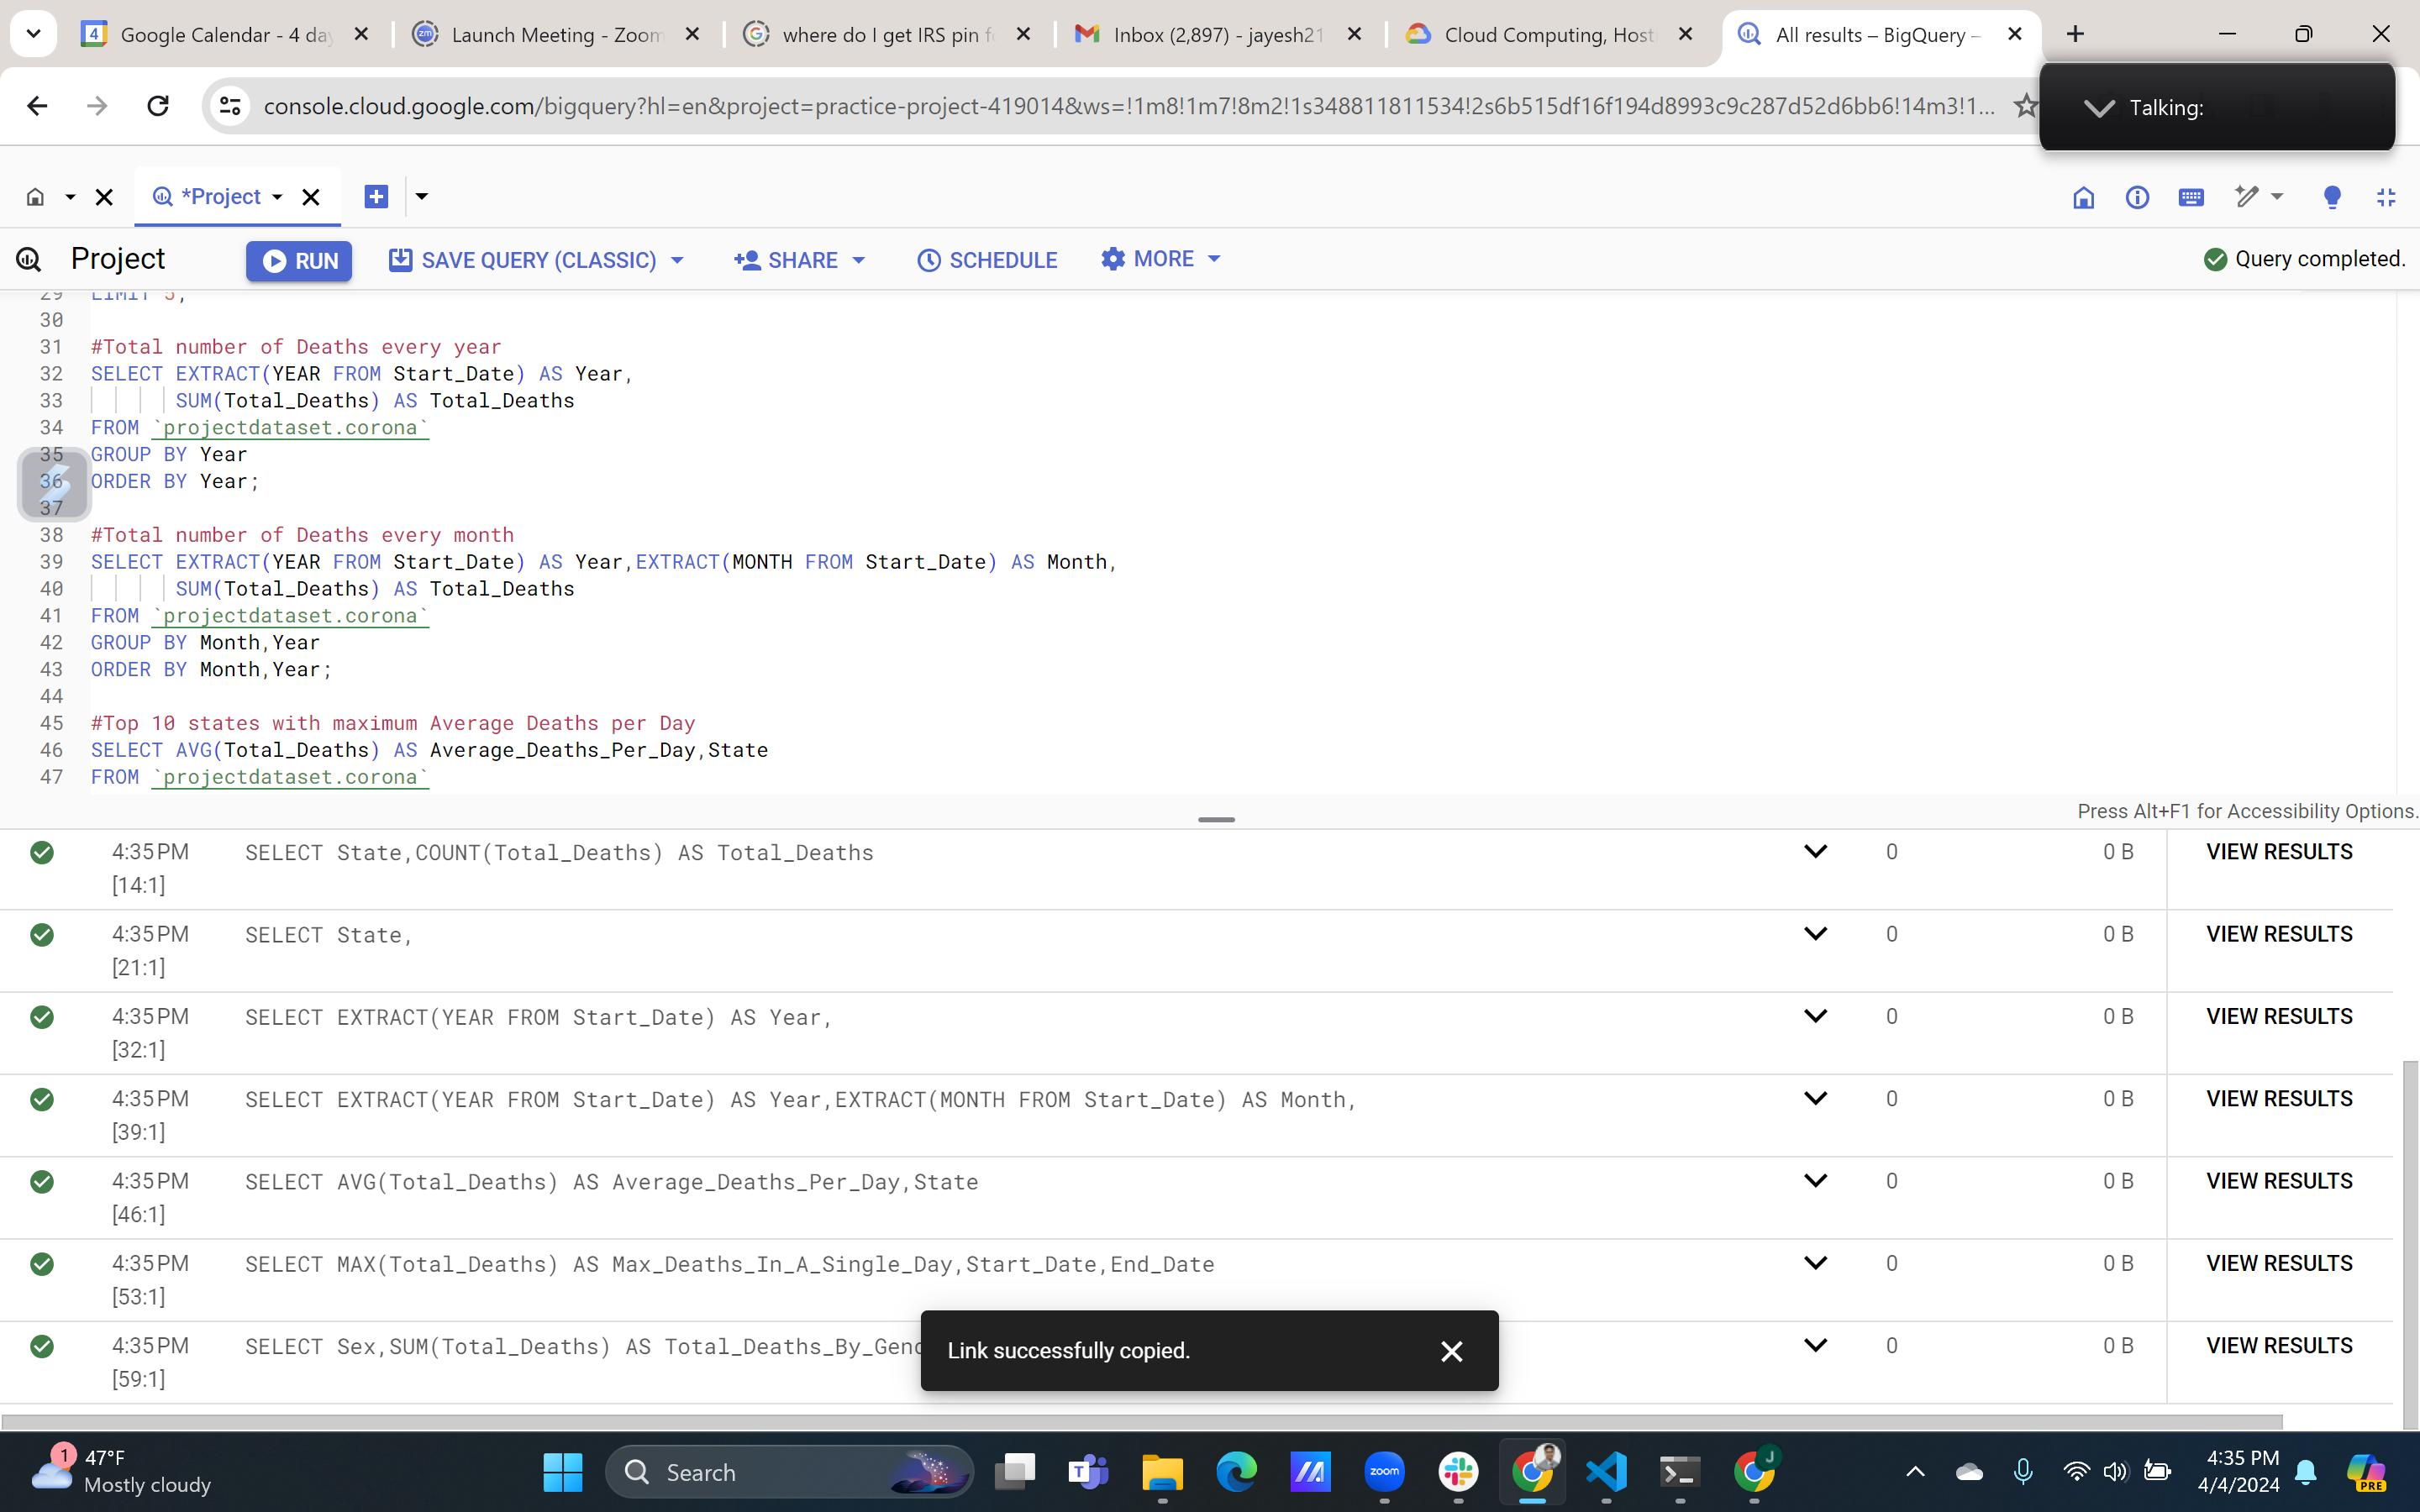 Google Calendar - 4 da
Launch Meeting - Zoom
where do I get IRS pin f
Inbox (2,897) - jayesh21
Cloud Computing, Host
All results – BigQuery –
console.cloud.google.com/bigquery?hl=en&project=practice-project-419014&ws=!1m8!1m7!8m2!1s348811811534!2s6b515df16f194d8993c9c287d52d6bb6!14m3!1...
Talking:
*Project
Project
RUN
SAVE QUERY (CLASSIC)
SHARE
SCHEDULE
MORE
Query completed.
29 LIMIT 5;
30
31 #Total number of Deaths every year
32 SELECT EXTRACT(YEAR FROM Start_Date) AS Year,
33 SUM(Total_Deaths) AS Total_Deaths
34 FROM `projectdataset.corona`
35 GROUP BY Year
36 ORDER BY Year;
37
38 #Total number of Deaths every month
39 SELECT EXTRACT(YEAR FROM Start_Date) AS Year,EXTRACT(MONTH FROM Start_Date) AS Month,
40 SUM(Total_Deaths) AS Total_Deaths
41 FROM `projectdataset.corona`
42 GROUP BY Month,Year
43 ORDER BY Month,Year;
44
45 #Top 10 states with maximum Average Deaths per Day
46 SELECT AVG(Total_Deaths) AS Average_Deaths_Per_Day,State
47 FROM `projectdataset.corona`
Press Alt+F1 for Accessibility Options.
4:35 PM SELECT State,COUNT(Total_Deaths) AS Total_Deaths 0 0 B VIEW RESULTS
[14:1]
4:35 PM SELECT State, 0 0 B VIEW RESULTS
[21:1]
4:35 PM SELECT EXTRACT(YEAR FROM Start_Date) AS Year, 0 0 B VIEW RESULTS
[32:1]
4:35 PM SELECT EXTRACT(YEAR FROM Start_Date) AS Year,EXTRACT(MONTH FROM Start_Date) AS Month, 0 0 B VIEW RESULTS
[39:1]
4:35 PM SELECT AVG(Total_Deaths) AS Average_Deaths_Per_Day,State 0 0 B VIEW RESULTS
[46:1]
4:35 PM SELECT MAX(Total_Deaths) AS Max_Deaths_In_A_Single_Day,Start_Date,End_Date 0 0 B VIEW RESULTS
[53:1]
4:35 PM SELECT Sex,SUM(Total_Deaths) AS Total_Deaths_By_Gen 0 0 B VIEW RESULTS
[59:1]
Link successfully copied.
1
47°F
Mostly cloudy
Search
zoom
J
4:35 PM
4/4/2024
PRE